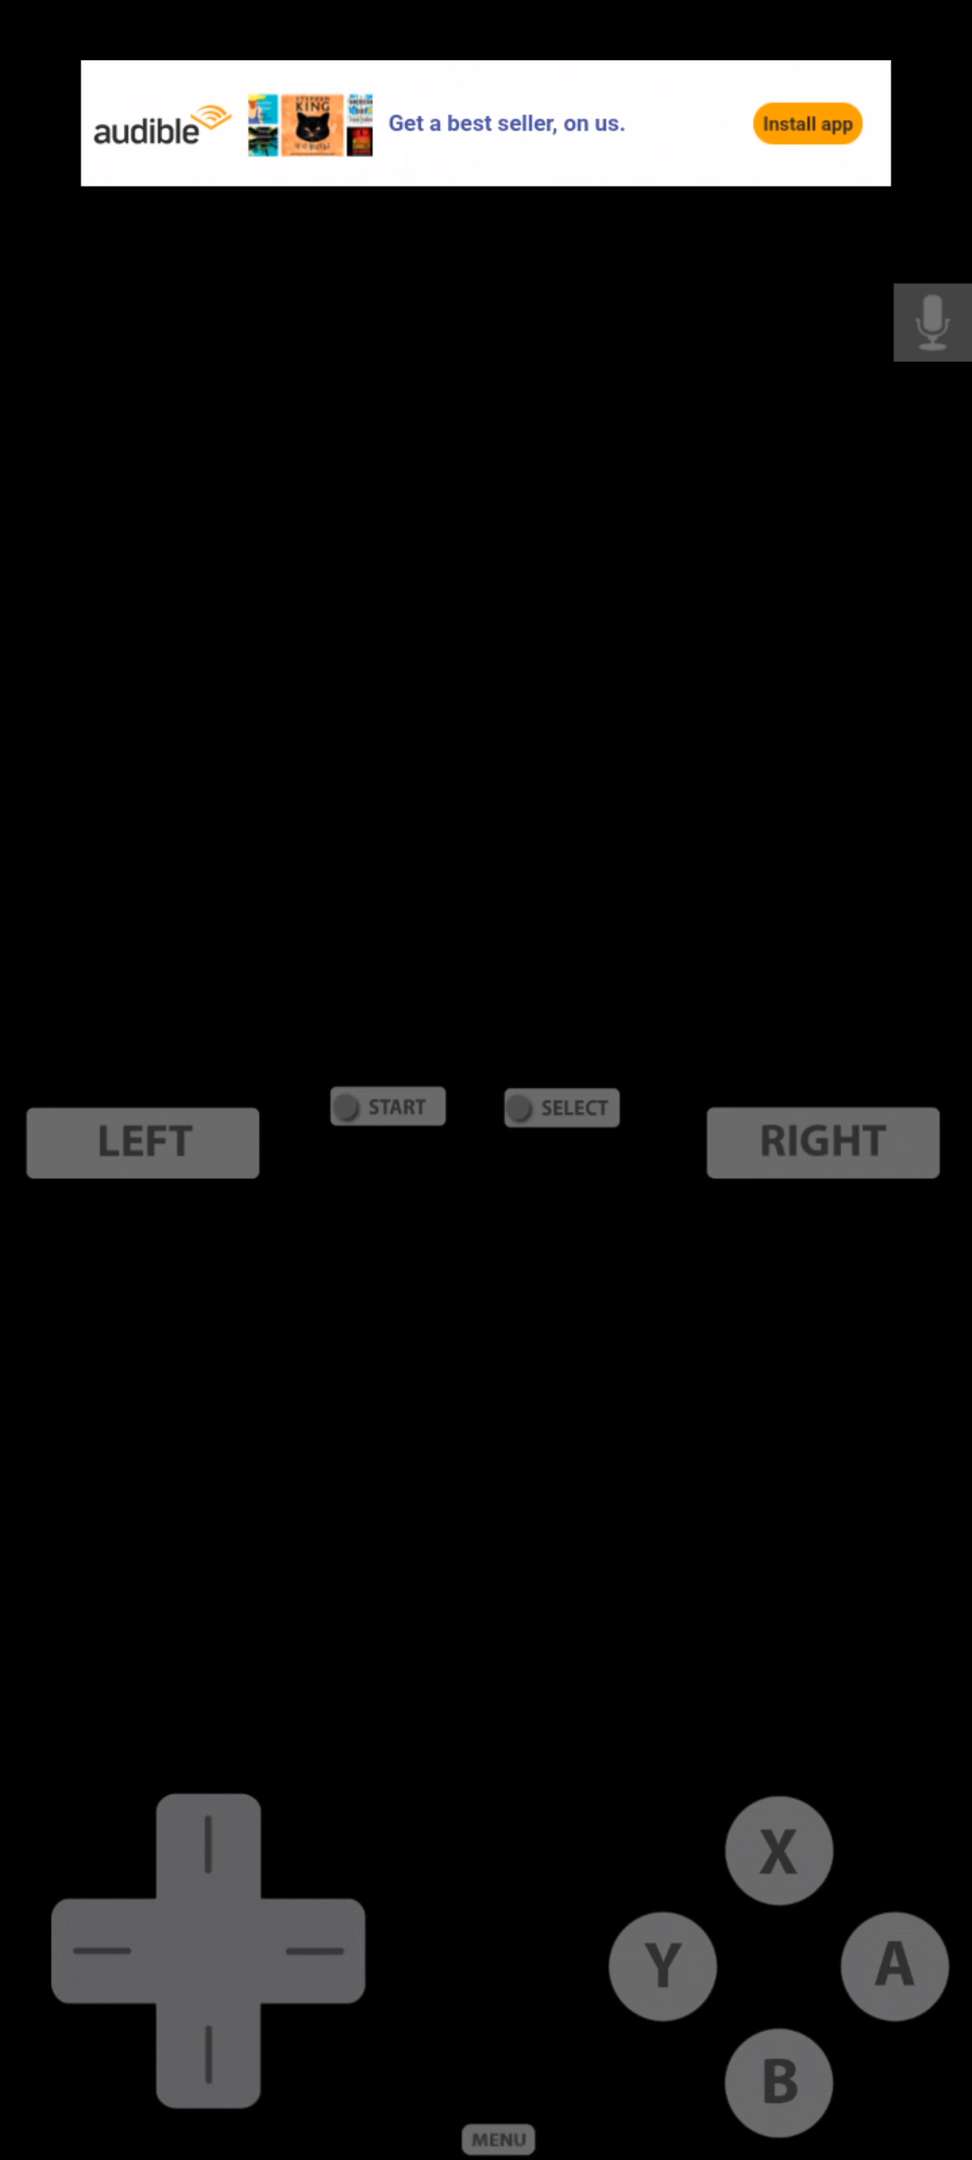 audible
STEPHEN
KING
Get a best seller, on us.
Install app
START
SELECT
LEFT
RIGHT
X
Y
A
B
MENU